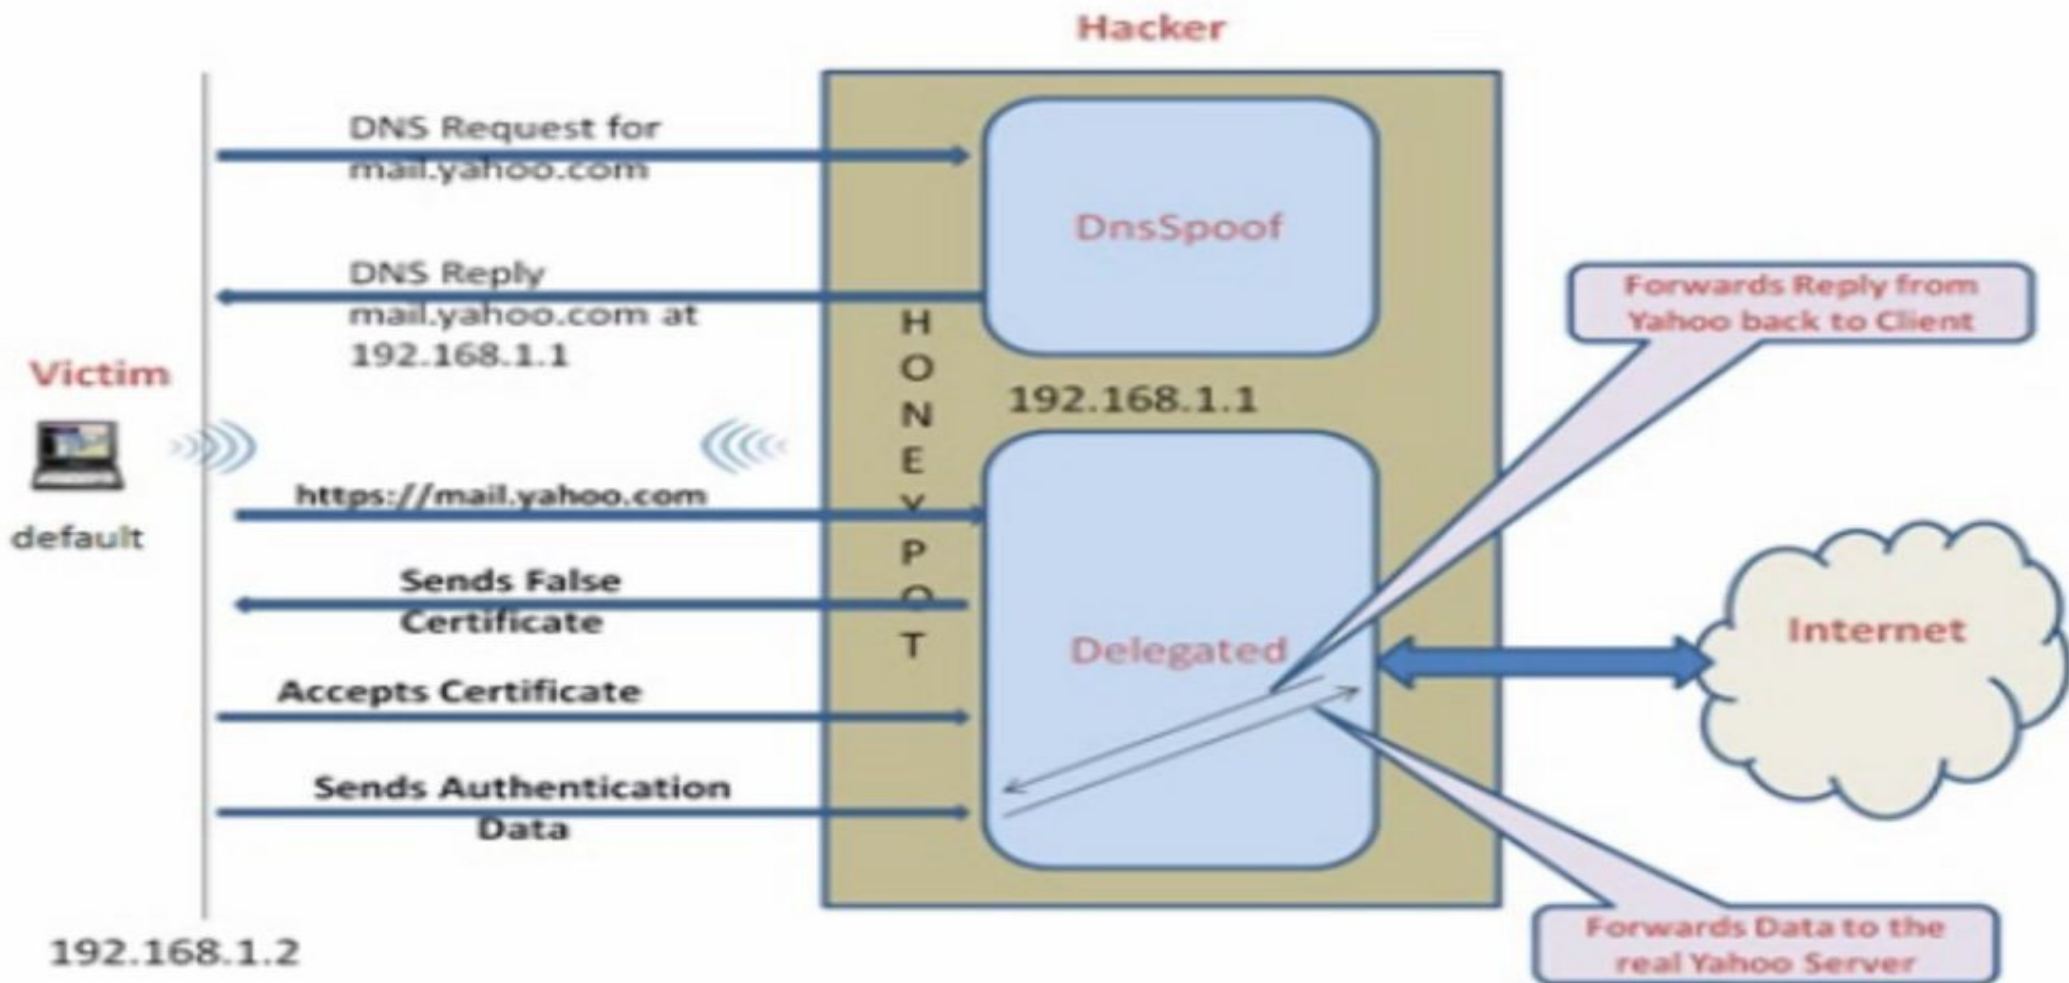 Hacker
DNS Request for
mail.yahoo.com
DnsSpoof
DNS Reply
mail.yahoo.com at
192.168.1.1
Victim
default
192.168.1.2
HONEYPOT
192.168.1.1
https://mail.yahoo.com
Sends False
Certificate
Accepts Certificate
Sends Authentication
Data
Delegated
Forwards Reply from
Yahoo back to Client
Internet
Forwards Data to the
real Yahoo Server